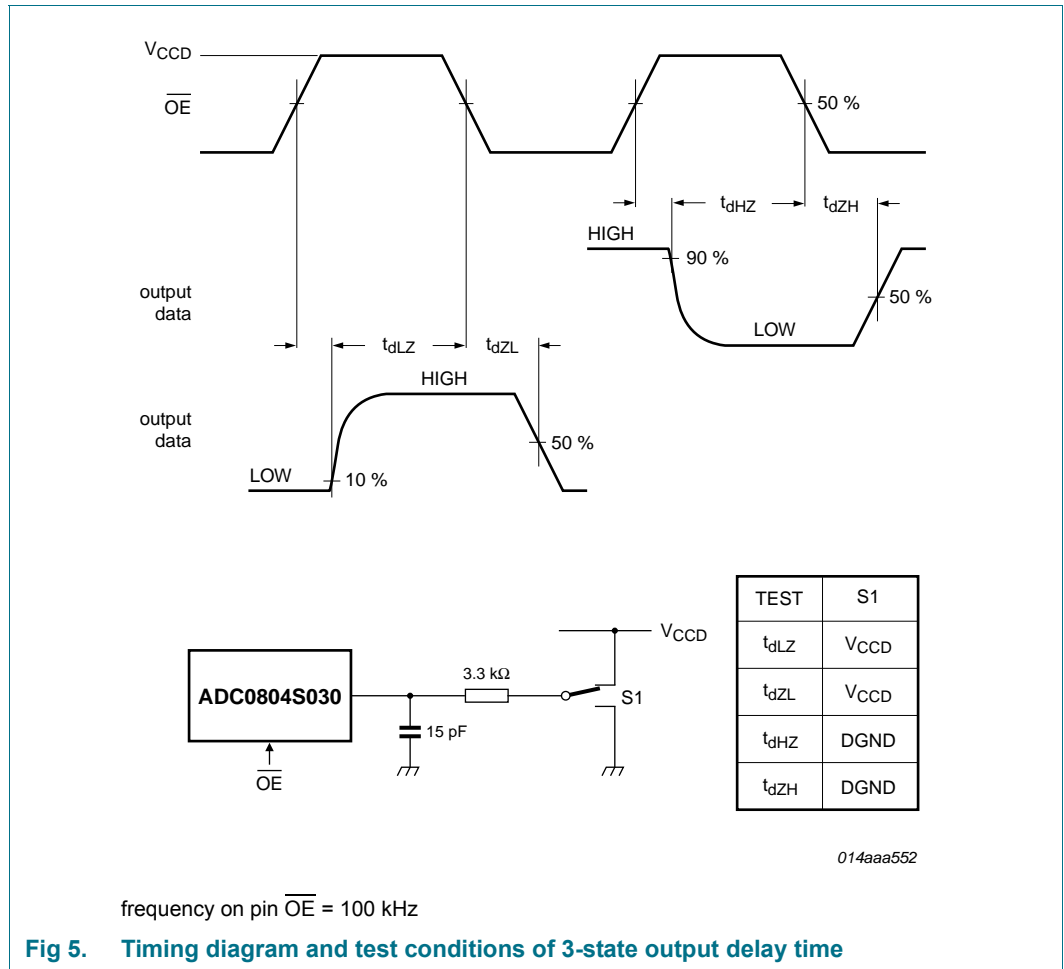 VCCD
OE
50 %
tdHZ
tdZH
HIGH
90 %
output
data
50 %
LOW
tdLZ
tdZL
HIGH
output
data
50 %
LOW
10 %
TEST S1
tdLZ VCCD
tdZL VCCD
tdHZ DGND
tdZH DGND
VCCD
3.3 kΩ
ADC0804S030
S1
15 pF
OE
014aaa552
frequency on pin OE = 100 kHz
Fig 5. Timing diagram and test conditions of 3-state output delay time